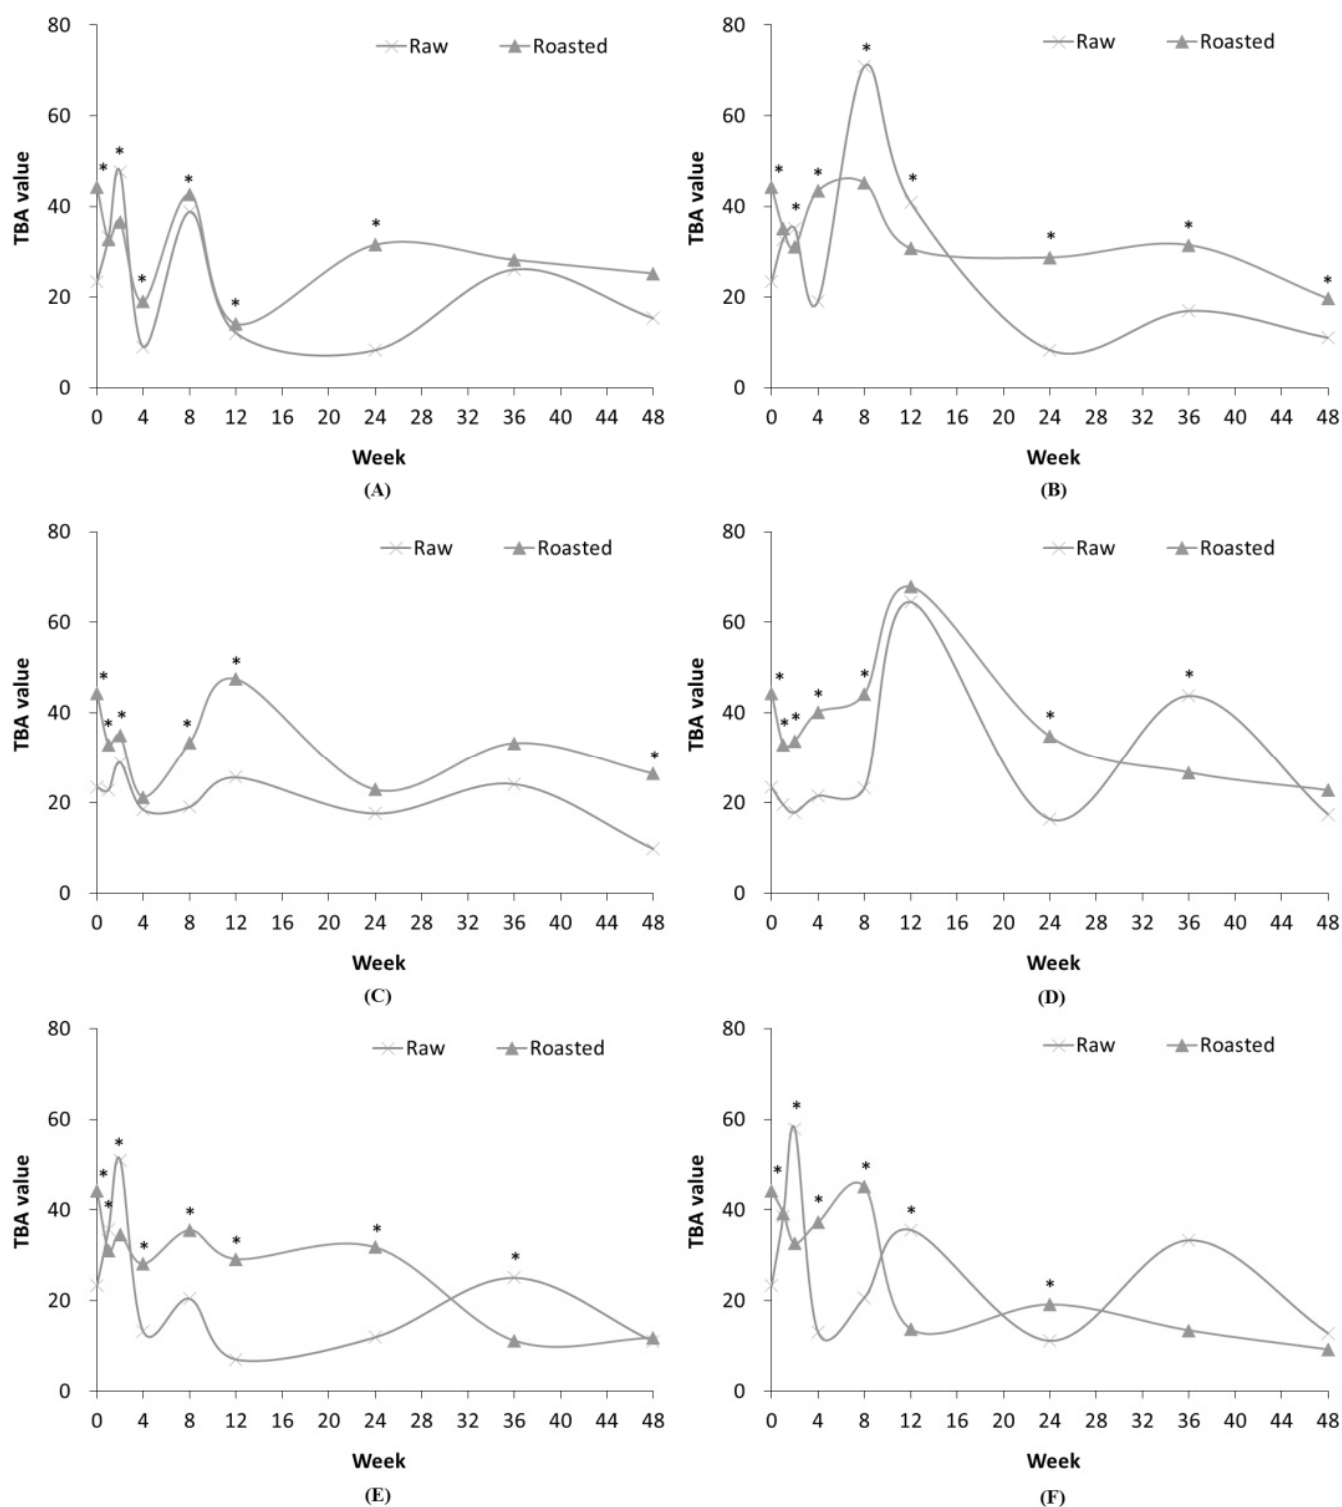 80
60
40
20
0
TBA value
Raw
Roasted
* * * * * *
0 4 8 12 16 20 24 28 32 36 40 44 48
Week
(A)
80
60
40
20
0
TBA value
Raw
Roasted
* * * * * * * *
0 4 8 12 16 20 24 28 32 36 40 44 48
Week
(B)
80
60
40
20
0
TBA value
Raw
Roasted
* * * * * *
0 4 8 12 16 20 24 28 32 36 40 44 48
Week
(C)
80
60
40
20
0
TBA value
Raw
Roasted
* * * * * * *
0 4 8 12 16 20 24 28 32 36 40 44 48
Week
(D)
80
60
40
20
0
TBA value
Raw
Roasted
* * * * * * * *
0 4 8 12 16 20 24 28 32 36 40 44 48
Week
(E)
80
60
40
20
0
TBA value
Raw
Roasted
* * * * * *
0 4 8 12 16 20 24 28 32 36 40 44 48
Week
(F)